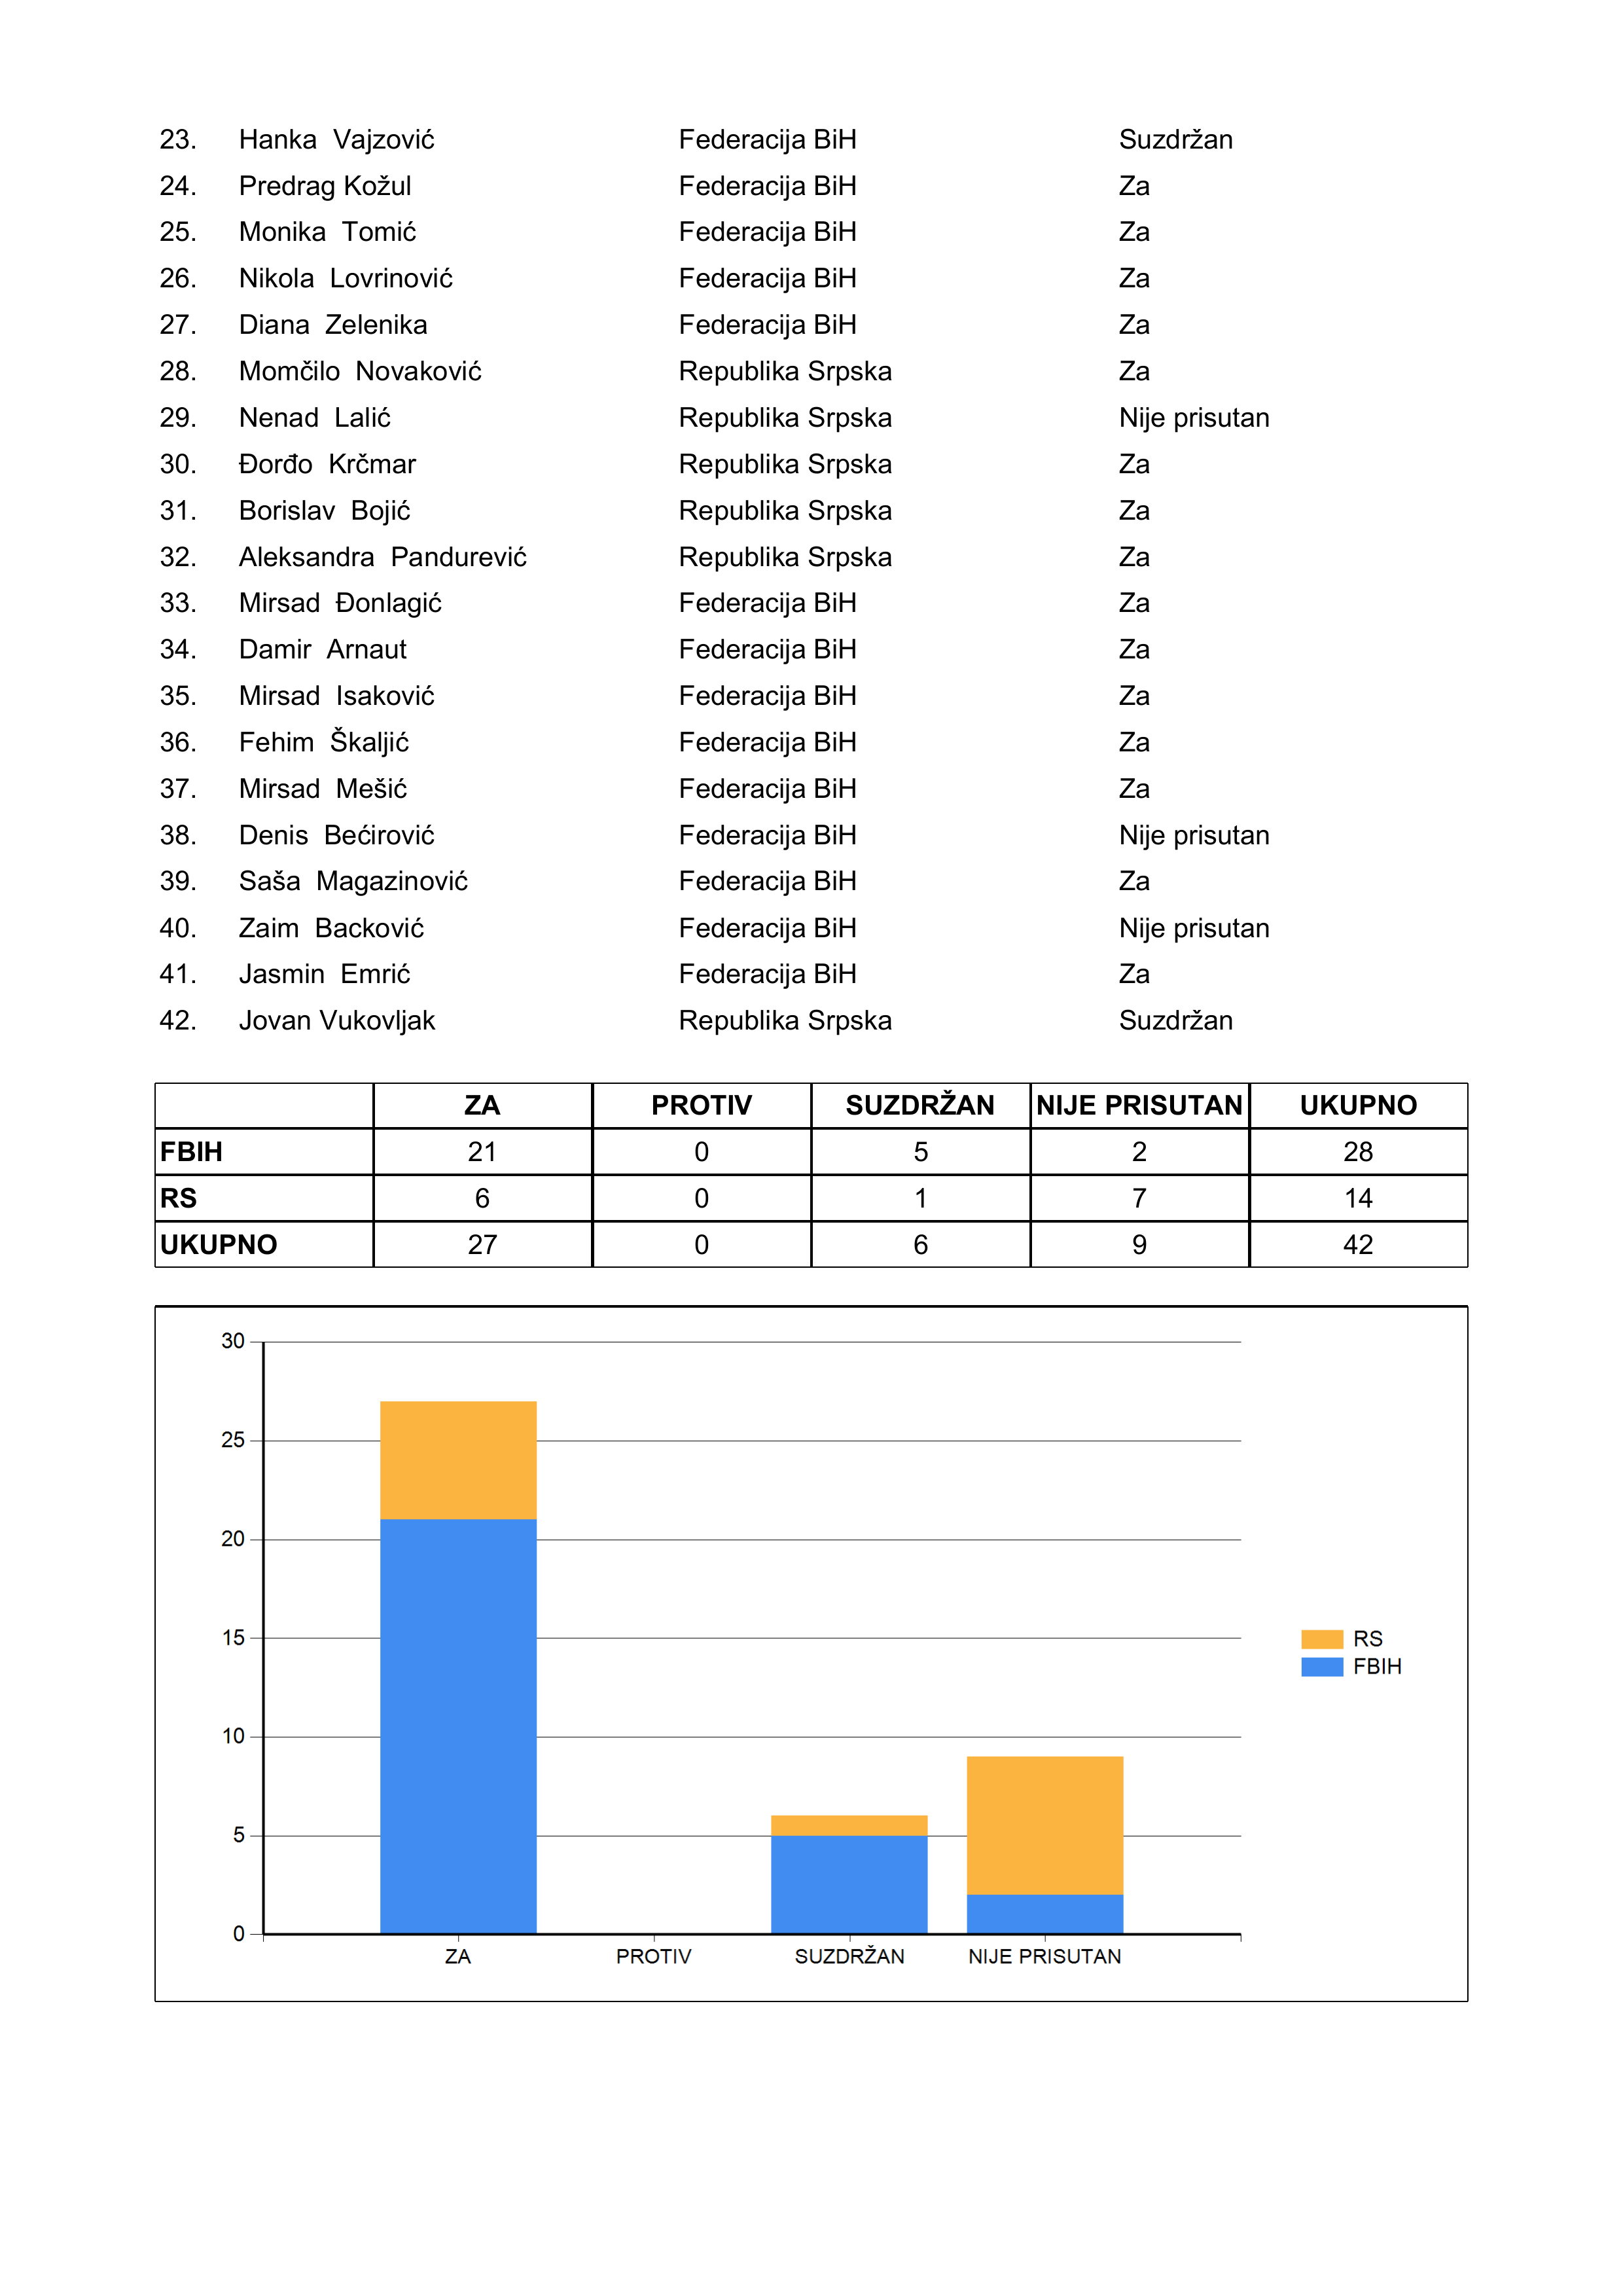 23. Hanka Vajzović Federacija BiH Suzdržan
24. Predrag Kožul Federacija BiH Za
25. Monika Tomić Federacija BiH Za
26. Nikola Lovrinović Federacija BiH Za
27. Diana Zelenika Federacija BiH Za
28. Momčilo Novaković Republika Srpska Za
29. Nenad Lalić Republika Srpska Nije prisutan
30. Đorđo Krčmar Republika Srpska Za
31. Borislav Bojić Republika Srpska Za
32. Aleksandra Pandurević Republika Srpska Za
33. Mirsad Đonlagić Federacija BiH Za
34. Damir Arnaut Federacija BiH Za
35. Mirsad Isaković Federacija BiH Za
36. Fehim Škaljić Federacija BiH Za
37. Mirsad Mešić Federacija BiH Za
38. Denis Bećirović Federacija BiH Nije prisutan
39. Saša Magazinović Federacija BiH Za
40. Zaim Backović Federacija BiH Nije prisutan
41. Jasmin Emrić Federacija BiH Za
42. Jovan Vukovljak Republika Srpska Suzdržan
ZA PROTIV SUZDRŽAN NIJE PRISUTAN UKUPNO
FBIH 21 0 5 2 28
RS 6 0 1 7 14
UKUPNO 27 0 6 9 42
30
25
20
15
10
5
0
ZA PROTIV SUZDRŽAN NIJE PRISUTAN
RS
FBIH